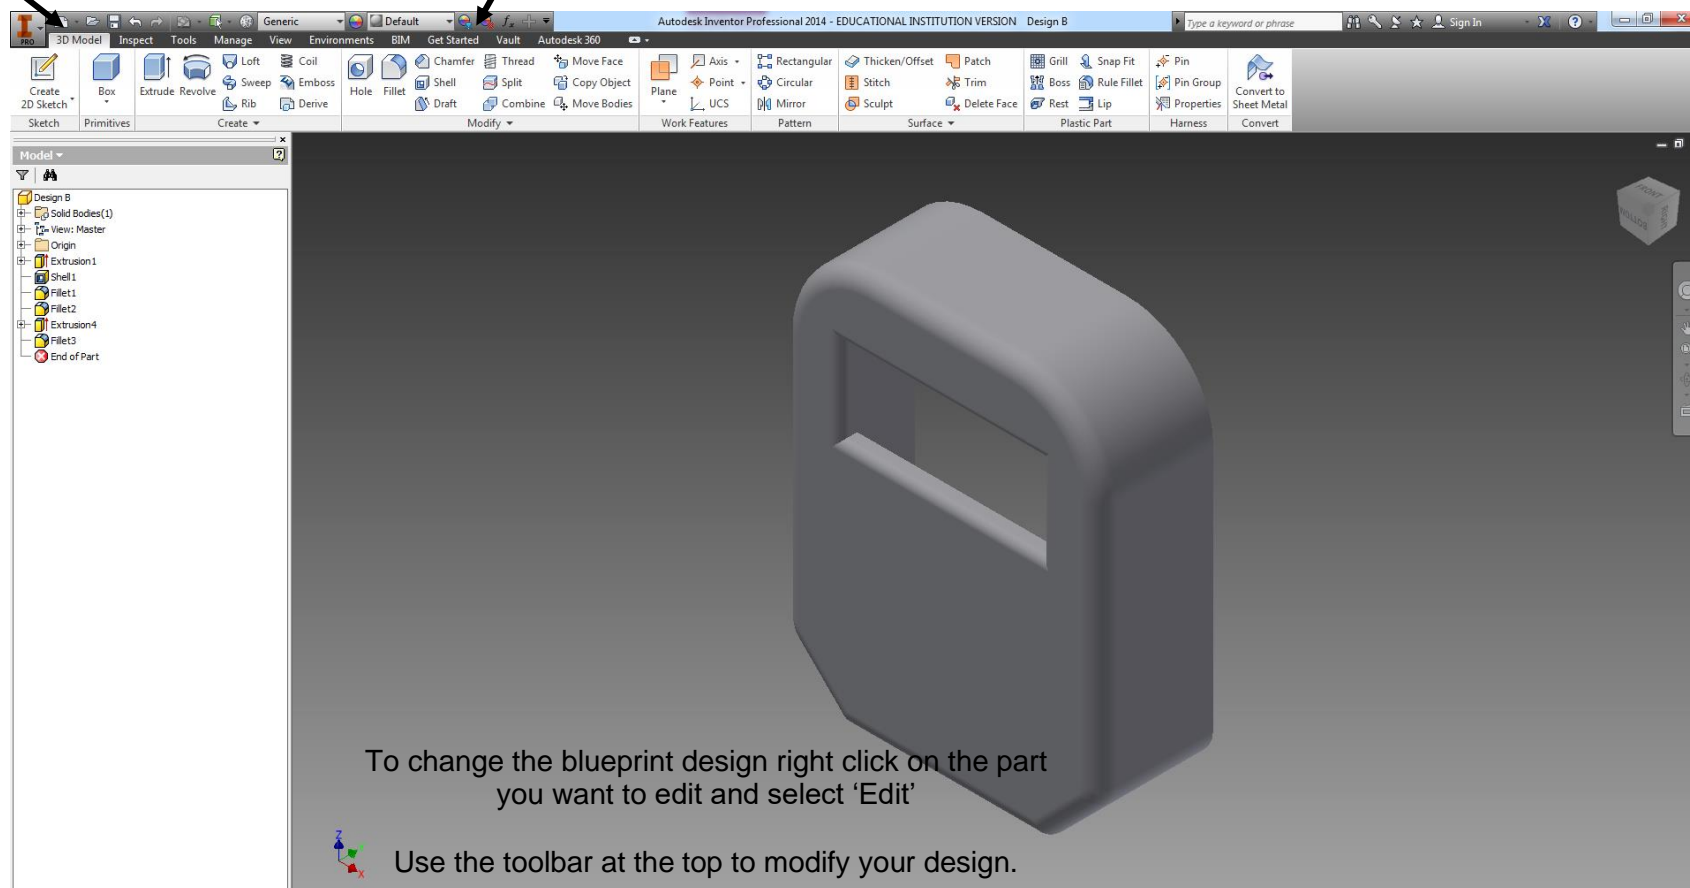 Generic Default fx Autodesk Inventor Professional 2014 - EDUCATIONAL INSTITUTION VERSION Design B Type a keyword or phrase Sign In
PRO 3D Model Inspect Tools Manage View Environments BIM Get Started Vault Autodesk 360
Loft Coil Chamfer Thread Move Face Axis Rectangular Thicken/Offset Patch Grill Snap Fit Pin
Create Box Extrude Revolve Sweep Emboss Hole Fillet Shell Split Copy Object Plane Point Circular Stitch Trim Boss Rule Fillet Pin Group Convert to
2D Sketch Rib Derive Draft Combine Move Bodies UCS Mirror Sculpt Delete Face Rest Lip Properties Sheet Metal
Sketch Primitives Create Modify Work Features Pattern Surface Plastic Part Harness Convert
Model
Design B
Solid Bodies(1)
View: Master
Origin
Extrusion1
Shell1
Fillet1
Fillet2
Extrusion4
Fillet3
End of Part
FRONT
BOTTOM
To change the blueprint design right click on the part
you want to edit and select ‘Edit’
Z
X
Use the toolbar at the top to modify your design.